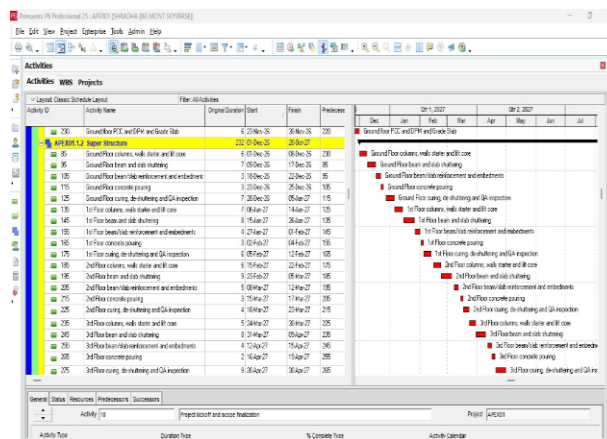 Primavera P6 Professional 25 : APEX01 (SHRADHA (BELMONT SKYVERSE))
File Edit View Project Enterprise Tools Admin Help
Activities
Activities WBS Projects
Layout: Classic Schedule Layout Filter: All Activities
Activity ID Activity Name Original Duration Start Finish Predecess
Qtr 1, 2027 Qtr 2, 2027
Dec Jan Feb Mar Apr May Jun Jul
230 Ground floor PCC and DPM and Grade Slab 6 23-Nov-26 30-Nov-26 220
APEX01.1.2 Super Structure 232 01-Dec-26
85 Ground Floor columns, walls starter and lift core 6 08-Dec-26 230
95 Ground Floor beam and slab shuttering 7 09-Dec-26 17-Dec-26 85
105 Ground Floor beam/slab reinforcement and embedments 3 18-Dec-26 22-Dec-26 95
115 Ground Floor concrete pouring 3 23-Dec-26 25-Dec-26 105
125 Ground Floor curing, de-shuttering and QA inspection 7 05-Jan-27 115
135 1st Floor columns, walls starter and lift core 7 06-Jan-27 14-Jan-27 125
145 1st Floor beam and slab shuttering 8 15-Jan-27 26-Jan-27 135
155 1st Floor beam/slab reinforcement and embedments 4 27-Jan-27 01-Feb-27 145
165 1st Floor concrete pouring 3 02-Feb-27 04-Feb-27 155
175 1st Floor curing, de-shuttering and QA inspection 6 05-Feb-27 12-Feb-27 165
185 2nd Floor columns, walls starter and lift core 6 15-Feb-27 22-Feb-27 175
195 2nd Floor beam and slab shuttering 9 23-Feb-27 05-Mar-27 185
205 2nd Floor beam/slab reinforcement and embedments 5 08-Mar-27 12-Mar-27 195
215 2nd Floor concrete pouring 3 15-Mar-27 17-Mar-27 205
225 2nd Floor curing, de-shuttering and QA inspection 4 18-Mar-27 23-Mar-27 215
235 3rd Floor columns, walls starter and lift core 5 24-Mar-27 30-Mar-27 225
245 3rd Floor beam and slab shuttering 8 31-Mar-27 09-Apr-27 235
255 3rd Floor beam/slab reinforcement and embedments 4 12-Apr-27 15-Apr-27 245
265 3rd Floor concrete pouring 2 16-Apr-27 19-Apr-27 255
275 3rd Floor curing, de-shuttering and QA inspection 9 20-Apr-27 30-Apr-27 265
Ground floor PCC and DPM and Grade Slab
Ground Floor columns, walls starter and lift core
Ground Floor beam and slab shuttering
Ground Floor beam/slab reinforcement and embedments
Ground Floor concrete pouring
Ground Floor curing, de-shuttering and QA inspection
1st Floor columns, walls starter and lift core
1st Floor beam and slab shuttering
1st Floor beam/slab reinforcement and embedments
1st Floor concrete pouring
1st Floor curing, de-shuttering and QA inspection
2nd Floor columns, walls starter and lift core
2nd Floor beam and slab shuttering
2nd Floor beam/slab reinforcement and embedments
2nd Floor concrete pouring
2nd Floor curing, de-shuttering and QA inspection
3rd Floor columns, walls starter and lift core
3rd Floor beam and slab shuttering
3rd Floor beam/slab reinforcement and embedm
3rd Floor concrete pouring
3rd Floor curing, de-shuttering and QA ins
General Status Resources Predecessors Successors
Activity 10 Project kickoff and scope finalization Project APEX01
Activity Type Duration Type % Complete Type Activity Calendar